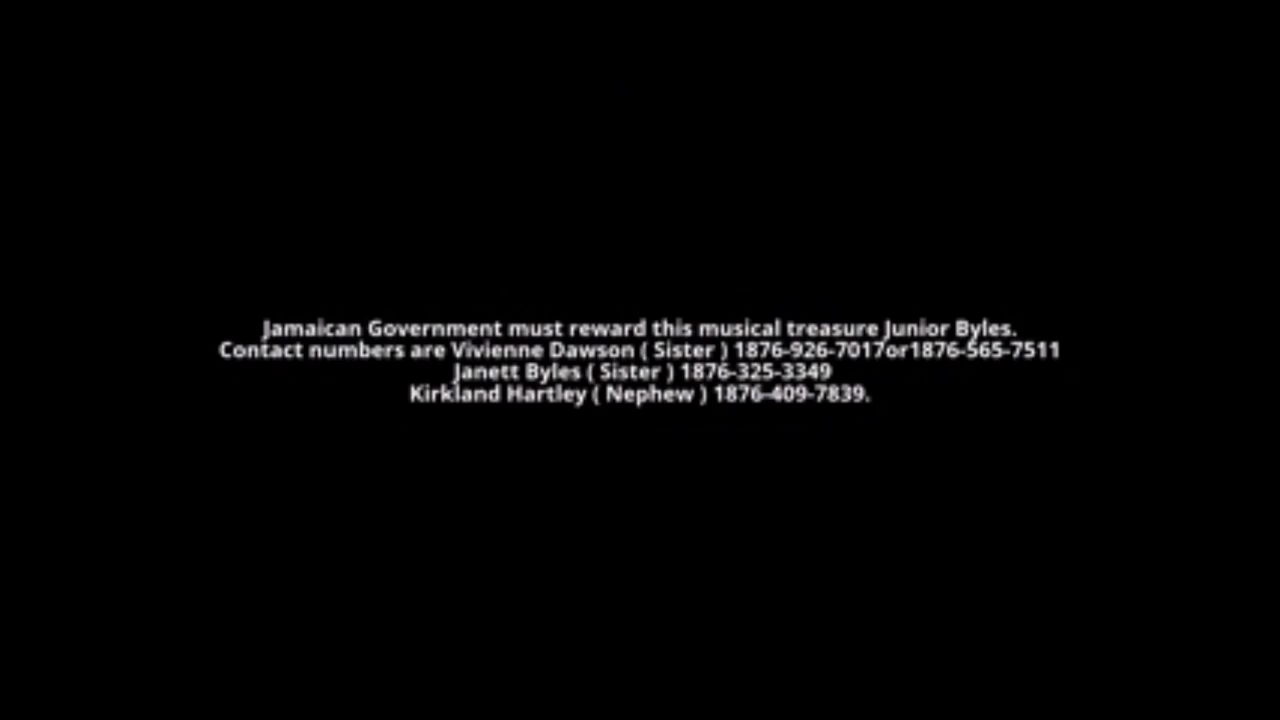 Jamaican Government must reward this musical treasure Junior Byles.
Contact numbers are Vivienne Dawson ( Sister ) 1876-926-7017or1876-565-7511
Janett Byles ( Sister ) 1876-325-3349
Kirkland Hartley ( Nephew ) 1876-409-7839.